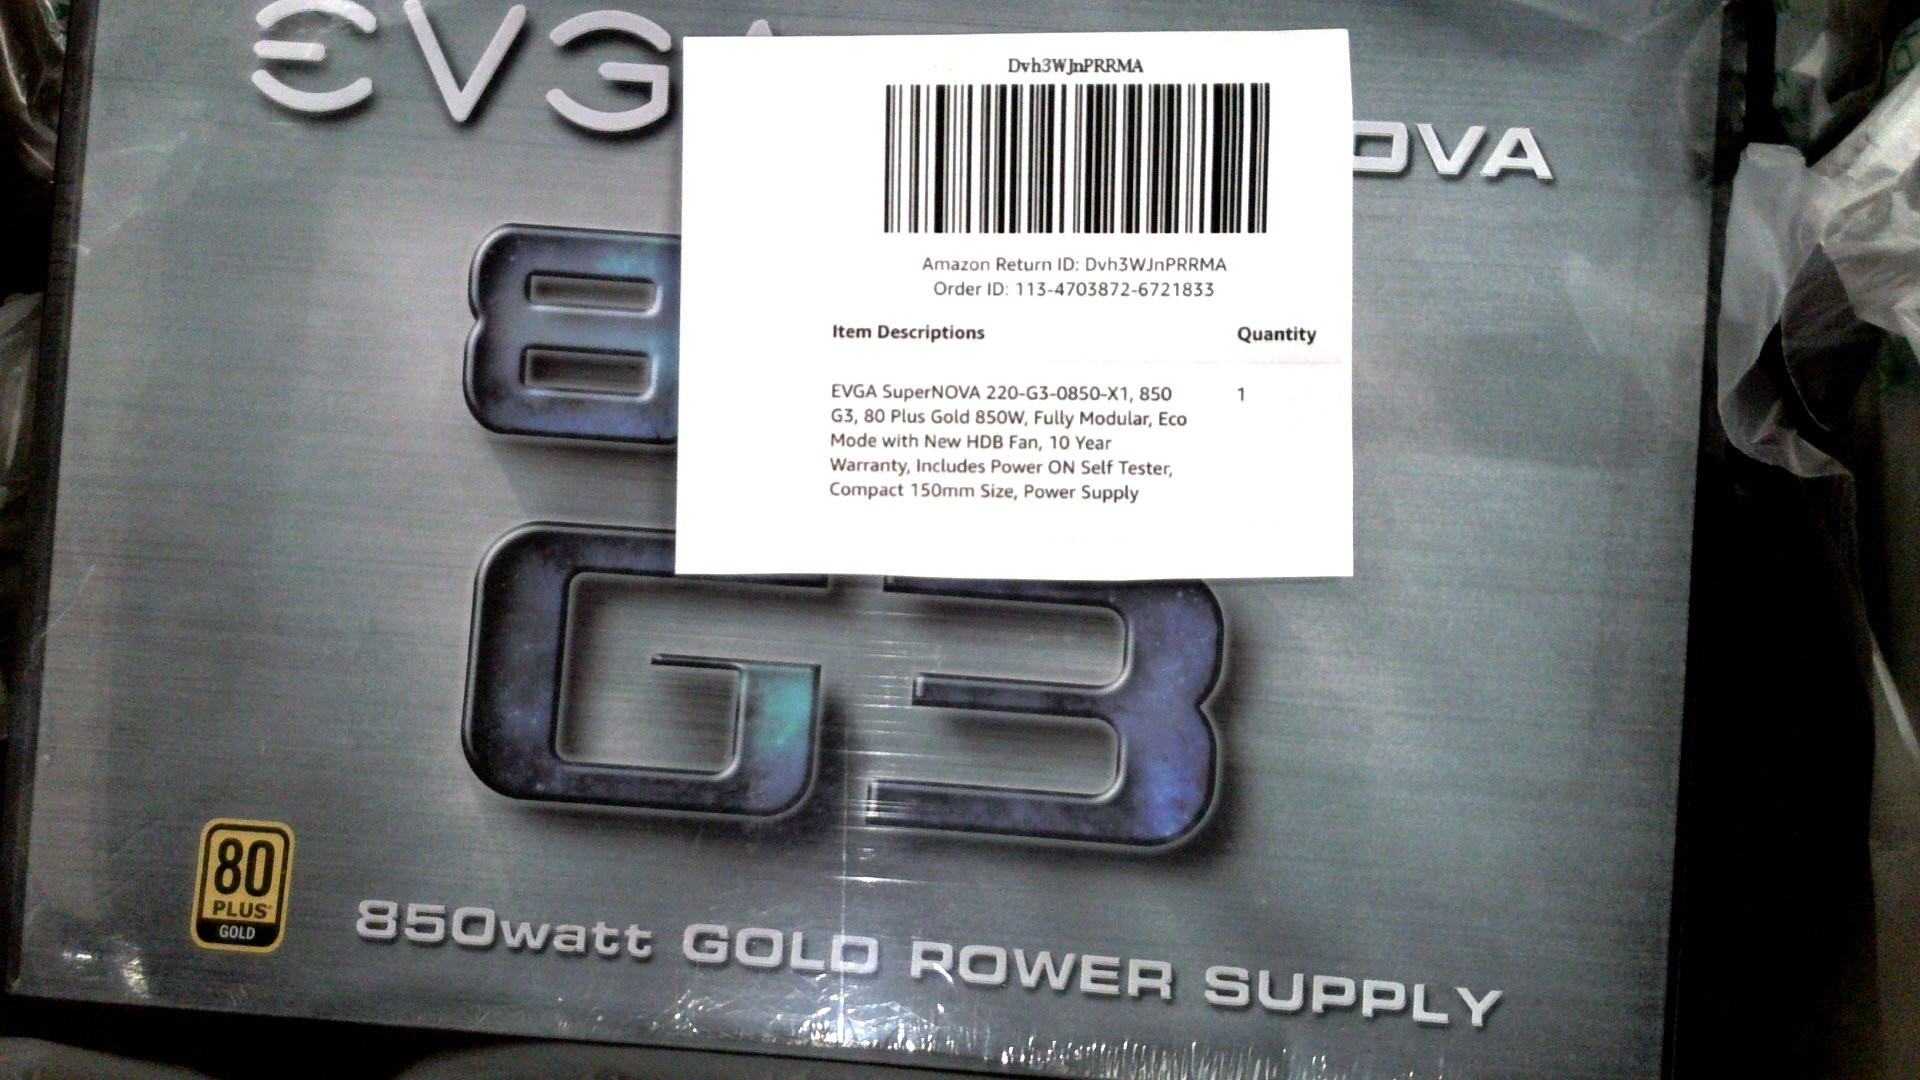 EVGA
OVA
Dvh3WJnPRRMA
Amazon Return ID: Dvh3WJnPRRMA
Order ID: 113-4703872-6721833
Item Descriptions Quantity
EVGA SuperNOVA 220-G3-0850-X1, 850 1
G3, 80 Plus Gold 850W, Fully Modular, Eco
Mode with New HDB Fan, 10 Year
Warranty, Includes Power ON Self Tester,
Compact 150mm Size, Power Supply
8
G3
80
PLUS
GOLD
850watt GOLD POWER SUPPLY